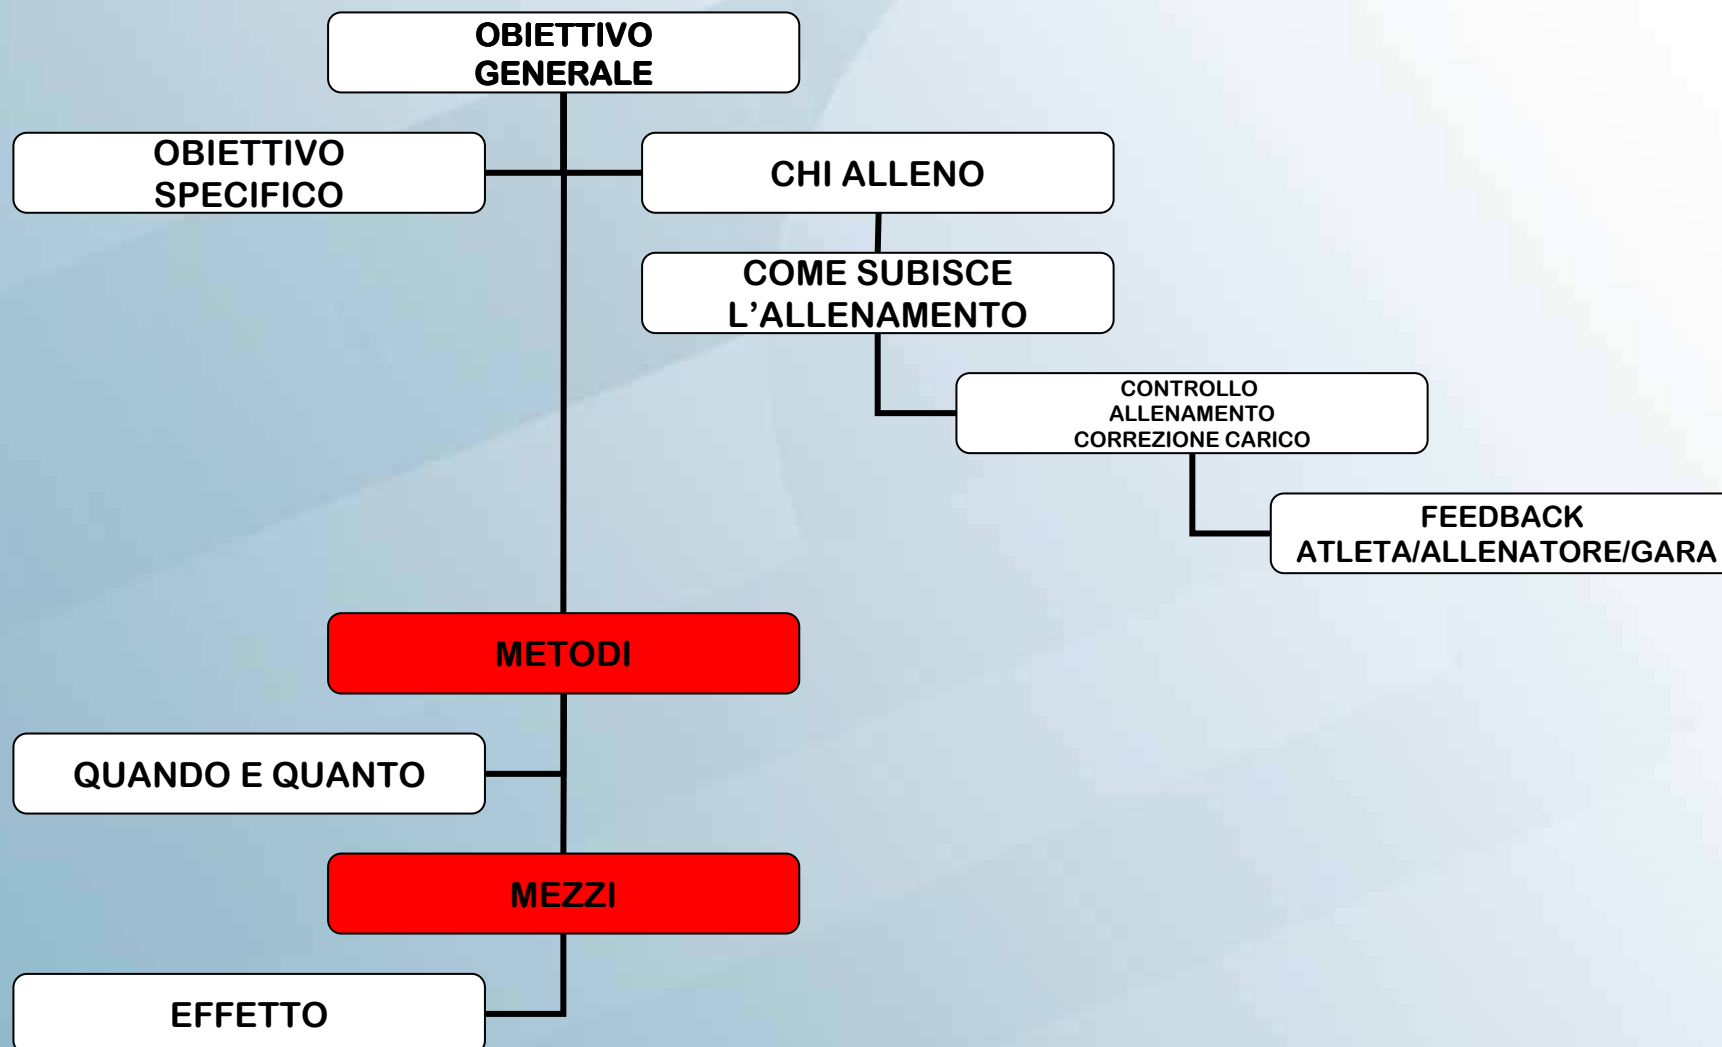 OBIETTIVO
GENERALE
OBIETTIVO
SPECIFICO
CHI ALLENO
COME SUBISCE
L’ALLENAMENTO
CONTROLLO
ALLENAMENTO
CORREZIONE CARICO
FEEDBACK
ATLETA/ALLENATORE/GARA
METODI
QUANDO E QUANTO
MEZZI
EFFETTO